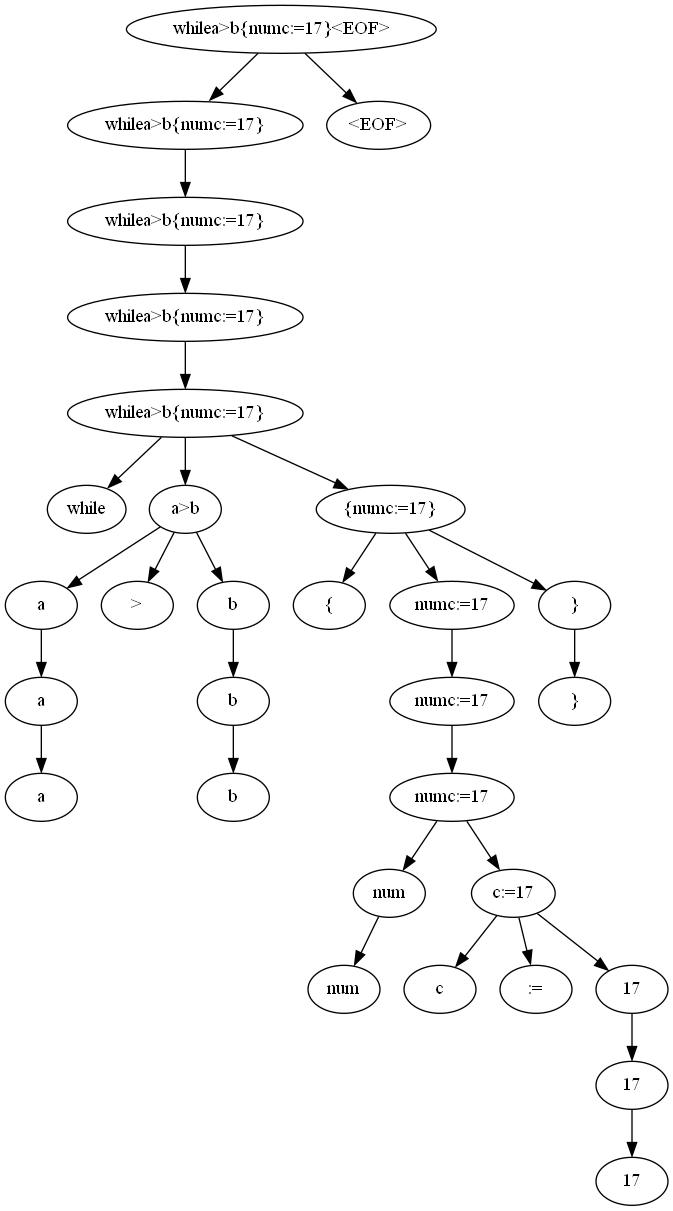 whilea>b{numc:=17}<EOF>
whilea>b{numc:=17}
<EOF>
whilea>b{numc:=17}
whilea>b{numc:=17}
whilea>b{numc:=17}
while
a>b
{numc:=17}
a
>
b
{
numc:=17
}
a
b
numc:=17
}
a
b
numc:=17
num
c:=17
num
c
:=
17
17
17